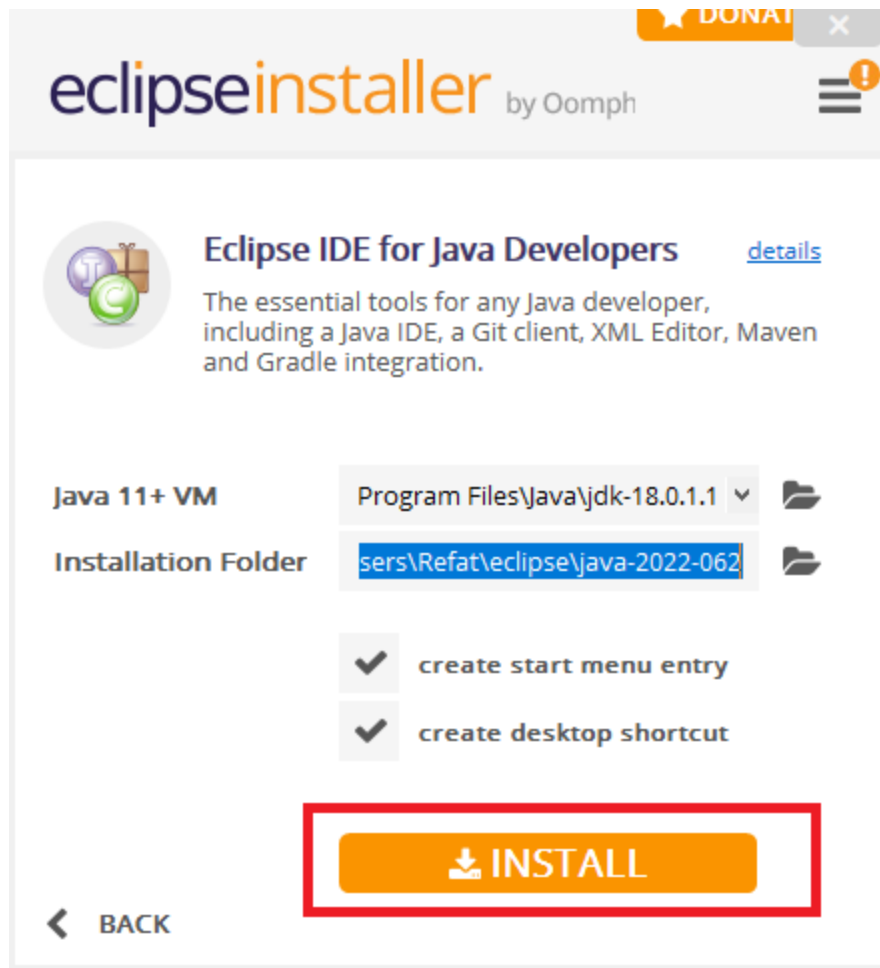 DONAT
eclipseinstaller by Oomph
Eclipse IDE for Java Developers details
The essential tools for any Java developer,
including a Java IDE, a Git client, XML Editor, Maven
and Gradle integration.
Java 11+ VM Program Files\Java\jdk-18.0.1.1
Installation Folder sers\Refat\eclipse\java-2022-062
create start menu entry
create desktop shortcut
INSTALL
BACK